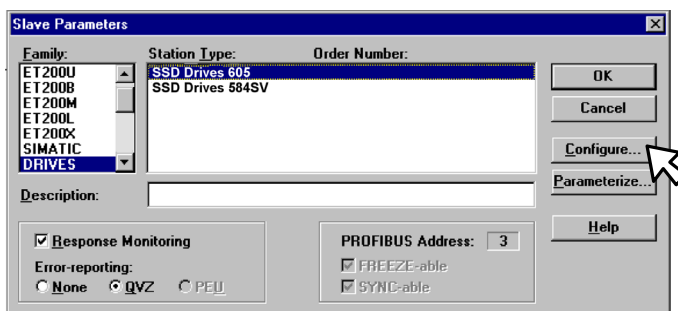 Slave Parameters
Family: Station Type: Order Number:
ET200U
ET200B
ET200M
ET200L
ET200X
SIMATIC
DRIVES
SSD Drives 605
SSD Drives 584SV
OK
Cancel
Configure...
Parameterize...
Help
Description:
Response Monitoring
Error-reporting:
None QVZ PEU
PROFIBUS Address: 3
FREEZE-able
SYNC-able